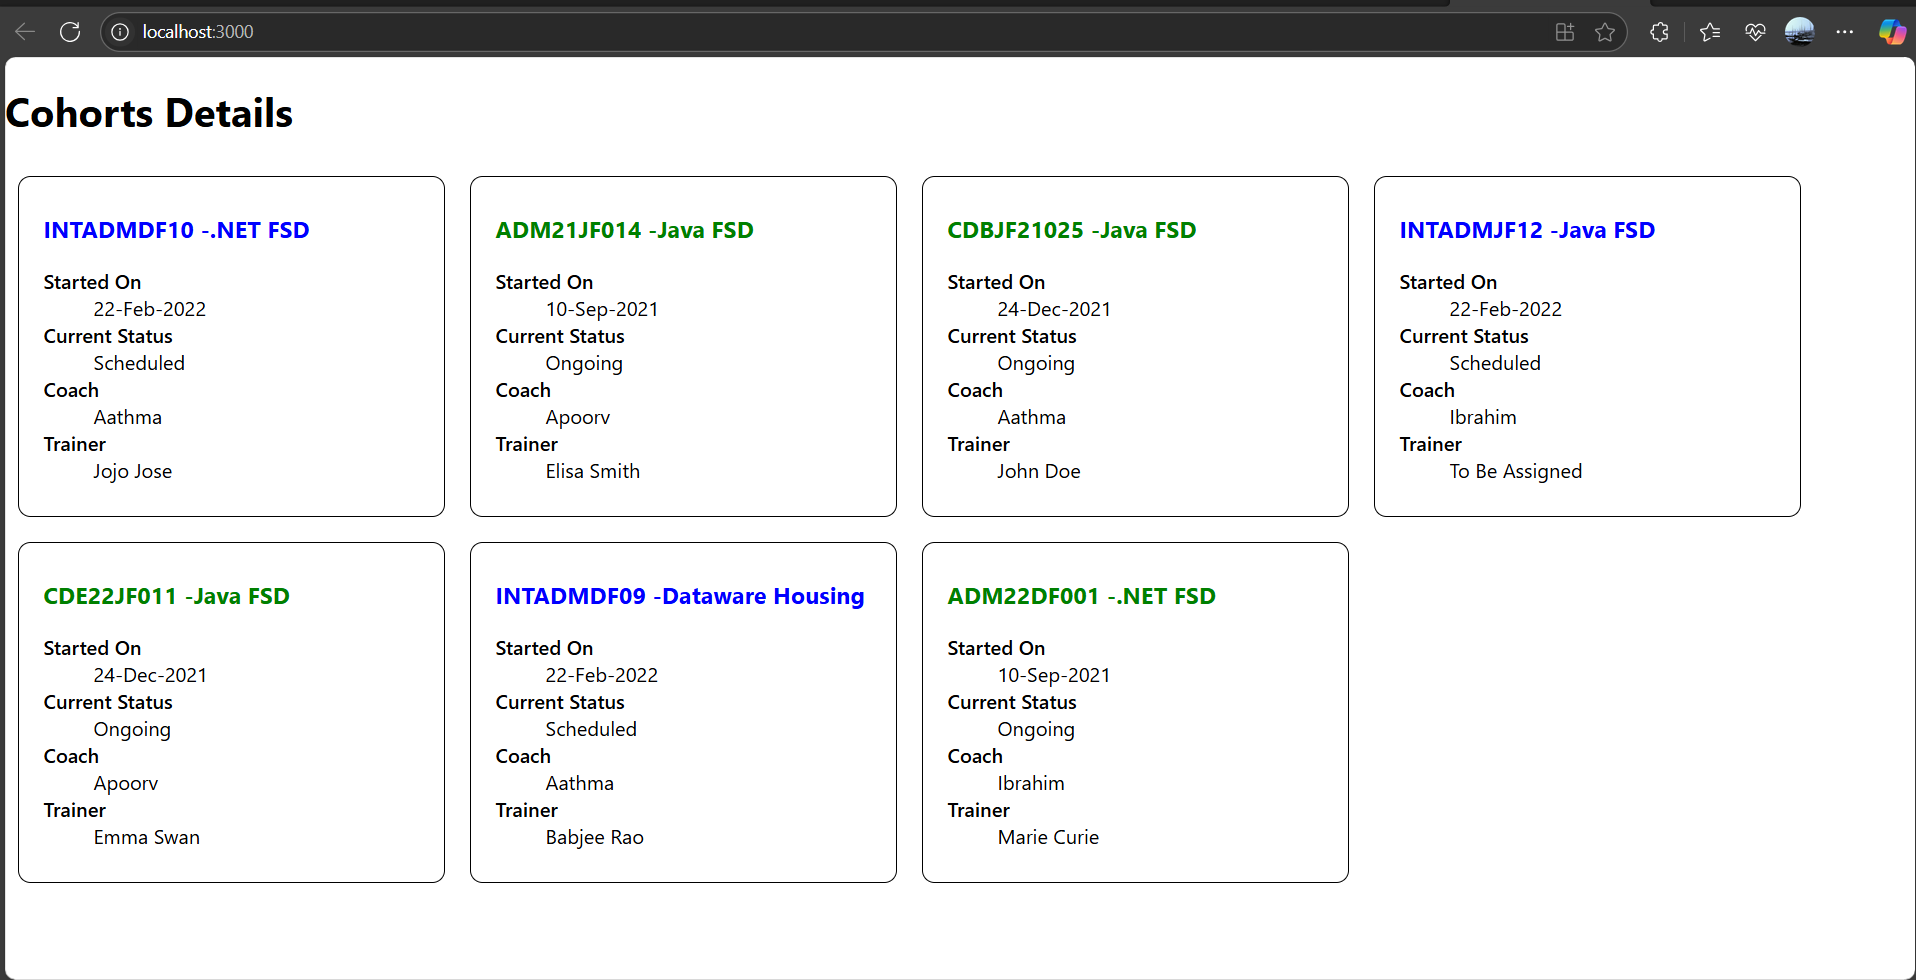 localhost:3000
Cohorts Details
INTADMDF10 -.NET FSD
Started On
22-Feb-2022
Current Status
Scheduled
Coach
Aathma
Trainer
Jojo Jose
ADM21JF014 -Java FSD
Started On
10-Sep-2021
Current Status
Ongoing
Coach
Apoorv
Trainer
Elisa Smith
CDBJF21025 -Java FSD
Started On
24-Dec-2021
Current Status
Ongoing
Coach
Aathma
Trainer
John Doe
INTADMJF12 -Java FSD
Started On
22-Feb-2022
Current Status
Scheduled
Coach
Ibrahim
Trainer
To Be Assigned
CDE22JF011 -Java FSD
Started On
24-Dec-2021
Current Status
Ongoing
Coach
Apoorv
Trainer
Emma Swan
INTADMDF09 -Dataware Housing
Started On
22-Feb-2022
Current Status
Scheduled
Coach
Aathma
Trainer
Babjee Rao
ADM22DF001 -.NET FSD
Started On
10-Sep-2021
Current Status
Ongoing
Coach
Ibrahim
Trainer
Marie Curie